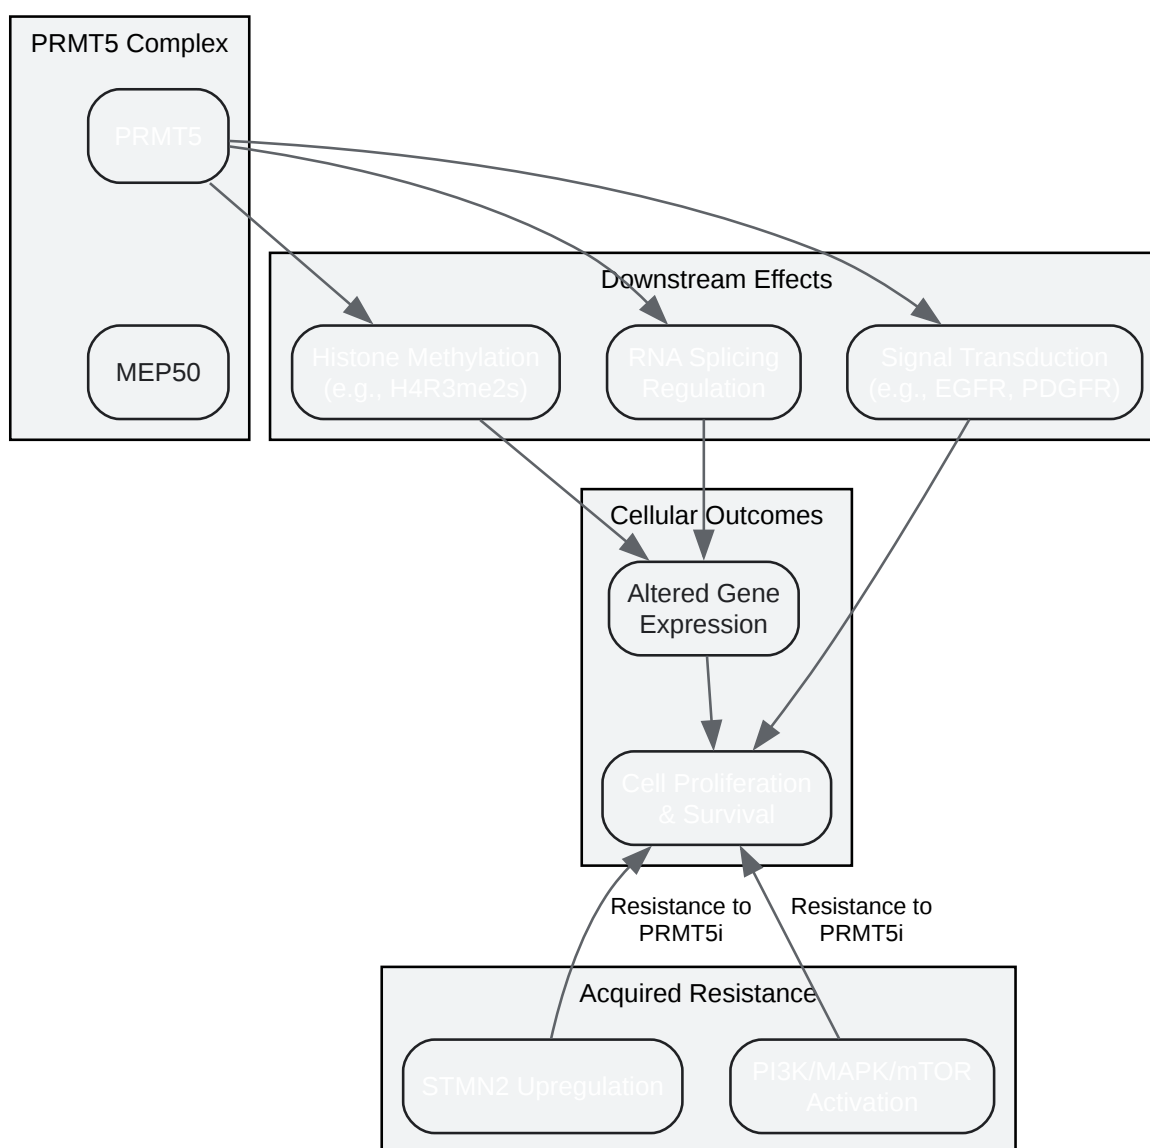 PRMT5 Complex
PRMT5
MEP50
Downstream Effects
Histone Methylation
(e.g., H4R3me2s)
RNA Splicing
Regulation
Signal Transduction
(e.g., EGFR, PDGFR)
Cellular Outcomes
Altered Gene
Expression
Cell Proliferation
& Survival
Resistance to
PRMT5i
Resistance to
PRMT5i
Acquired Resistance
STMN2 Upregulation
PI3K/MAPK/mTOR
Activation